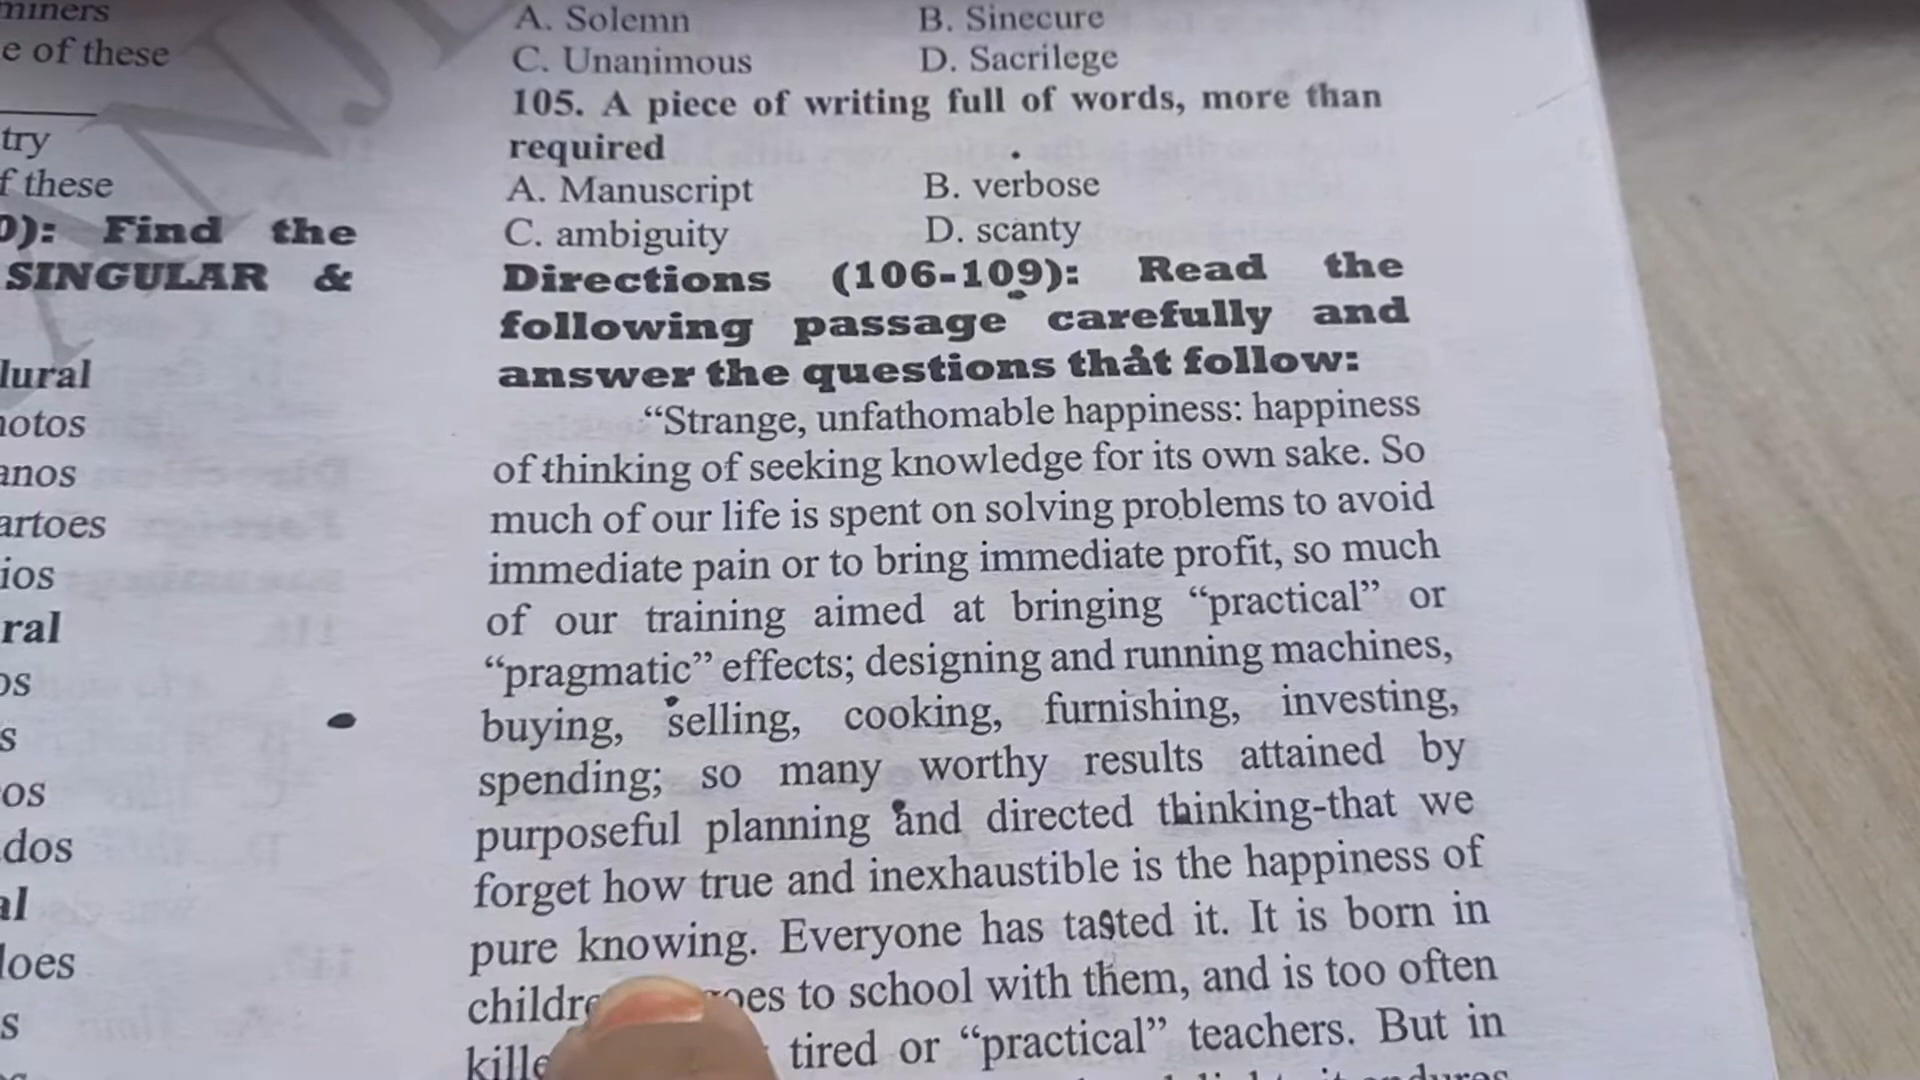 miners
e of these
try
f these
0): Find the
SINGULAR &
lural
hotos
anos
artoes
ios
ral
os
s
os
dos
al
loes
s
A. Solemn B. Sinecure
C. Unanimous D. Sacrilege
105. A piece of writing full of words, more than
required
A. Manuscript B. verbose
C. ambiguity D. scanty
Directions (106-109): Read the
following passage carefully and
answer the questions that follow:
“Strange, unfathomable happiness: happiness
of thinking of seeking knowledge for its own sake. So
much of our life is spent on solving problems to avoid
immediate pain or to bring immediate profit, so much
of our training aimed at bringing “practical” or
“pragmatic” effects; designing and running machines,
buying, selling, cooking, furnishing, investing,
spending; so many worthy results attained by
purposeful planning and directed thinking-that we
forget how true and inexhaustible is the happiness of
pure knowing. Everyone has tasted it. It is born in
childre oes to school with them, and is too often
kille tired or “practical” teachers. But in